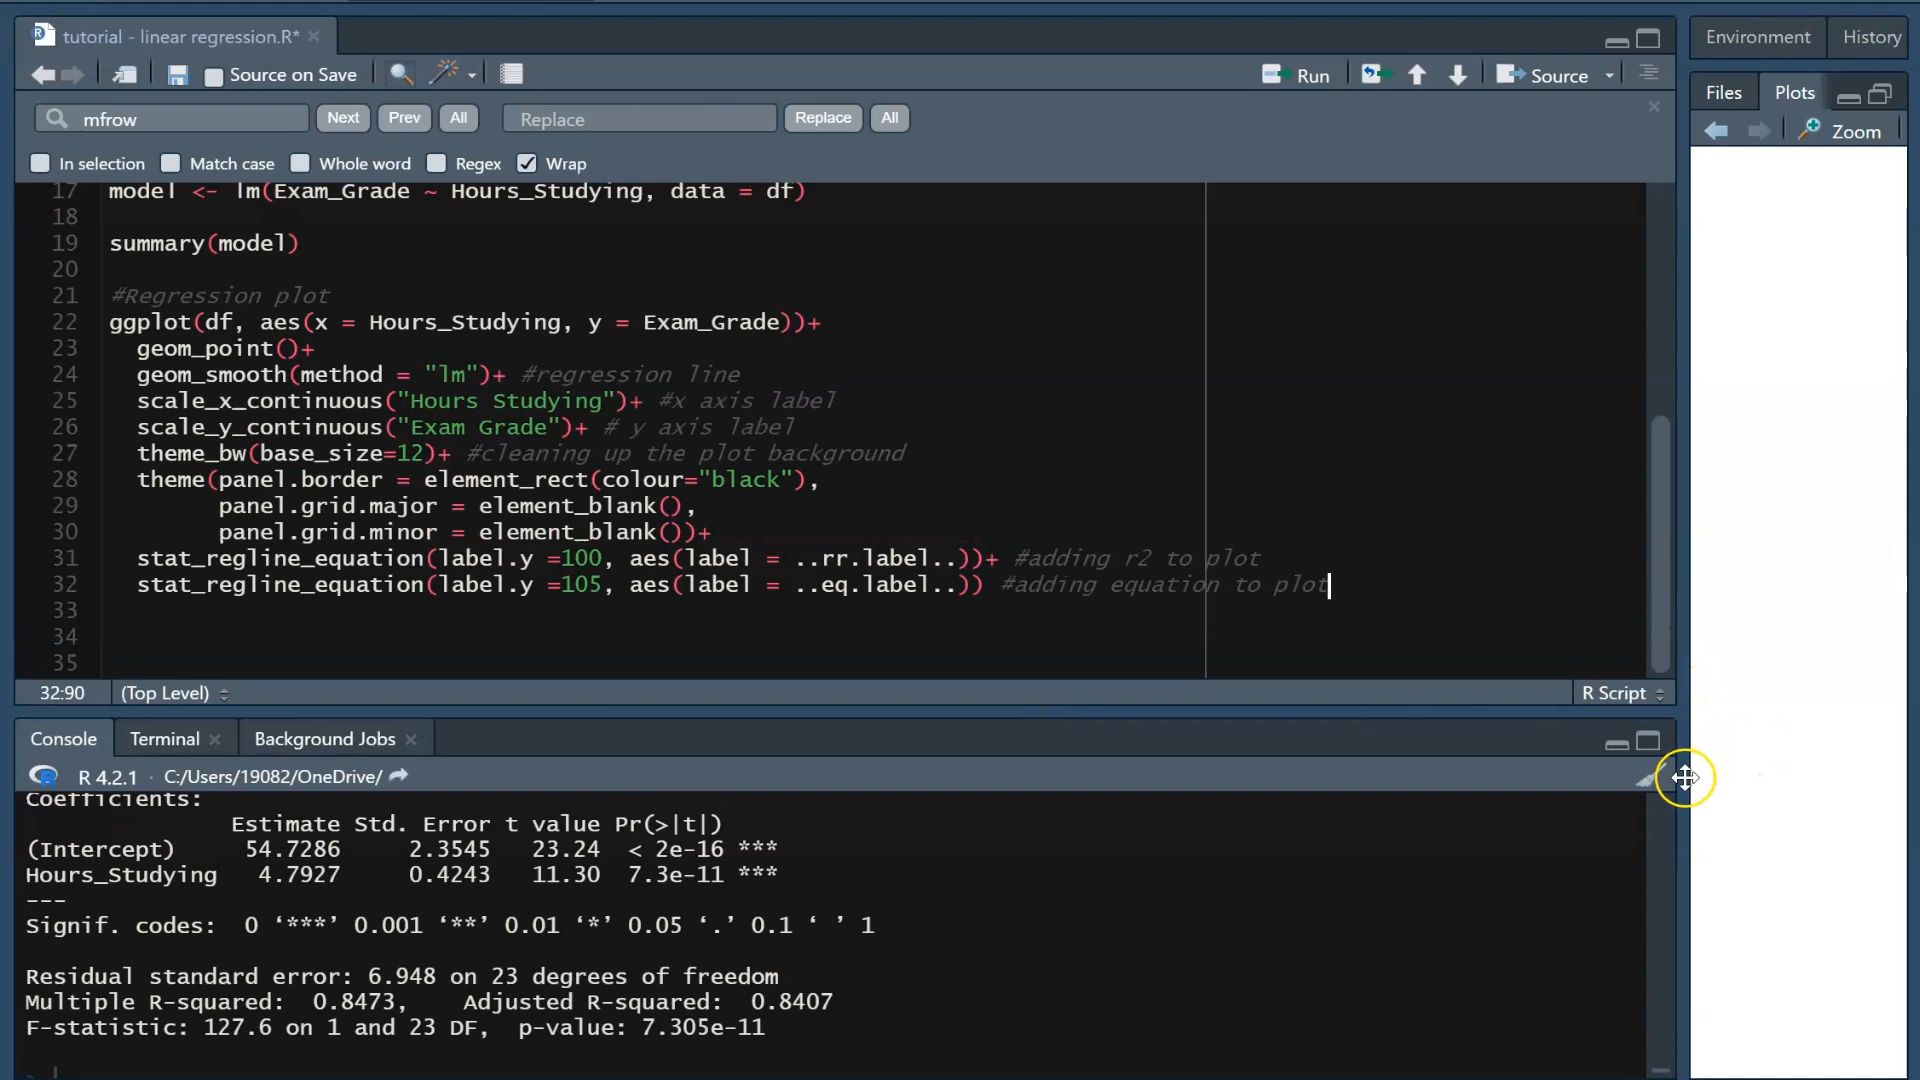 tutorial - linear regression.R* ×
Environment History
Source on Save Run Source
Files Plots
mfrow Next Prev All Replace Replace All
Zoom
In selection Match case Whole word Regex Wrap
17 model <- lm(Exam_Grade ~ Hours_Studying, data = df)
18
19 summary(model)
20
21 #Regression plot
22 ggplot(df, aes(x = Hours_Studying, y = Exam_Grade))+
23 geom_point()+
24 geom_smooth(method = "lm")+ #regression line
25 scale_x_continuous("Hours Studying")+ #x axis label
26 scale_y_continuous("Exam Grade")+ # y axis label
27 theme_bw(base_size=12)+ #cleaning up the plot background
28 theme(panel.border = element_rect(colour="black"),
29 panel.grid.major = element_blank(),
30 panel.grid.minor = element_blank())+
31 stat_regline_equation(label.y =100, aes(label = ..rr.label..))+ #adding r2 to plot
32 stat_regline_equation(label.y =105, aes(label = ..eq.label..)) #adding equation to plot
33
34
35
32:90 (Top Level) R Script
Console Terminal × Background Jobs ×
R 4.2.1 · C:/Users/19082/OneDrive/
Coefficients:
Estimate Std. Error t value Pr(>|t|)
(Intercept) 54.7286 2.3545 23.24 < 2e-16 ***
Hours_Studying 4.7927 0.4243 11.30 7.3e-11 ***
---
Signif. codes: 0 ‘***’ 0.001 ‘**’ 0.01 ‘*’ 0.05 ‘.’ 0.1 ‘ ’ 1
Residual standard error: 6.948 on 23 degrees of freedom
Multiple R-squared: 0.8473, Adjusted R-squared: 0.8407
F-statistic: 127.6 on 1 and 23 DF, p-value: 7.305e-11